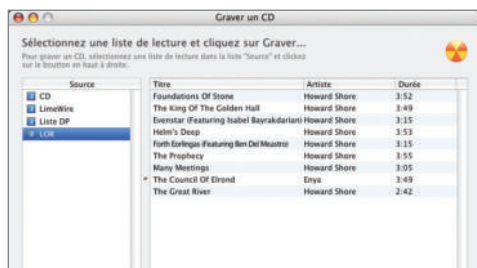 Graver un CD
Sélectionnez une liste de lecture et cliquez sur Graver...
Pour graver un CD, sélectionnez une liste de lecture dans la liste "Source" et clickez
sur le boutton en haut à droite.
Source Titre Artiste Durée
CD Foundations Of Stone Howard Shore 3:52
LimeWire The King Of The Golden Hall Howard Shore 3:49
Liste DP Evenstar (Featuring Isabel Bayrakdarian) Howard Shore 3:15
LOR Helm's Deep Howard Shore 3:53
Forth Eorlingas (Featuring Ben Del Meastro) Howard Shore 3:15
The Prophecy Howard Shore 3:55
Many Meetings Howard Shore 3:05
The Council Of Elrond Enya 3:49
The Great River Howard Shore 2:42